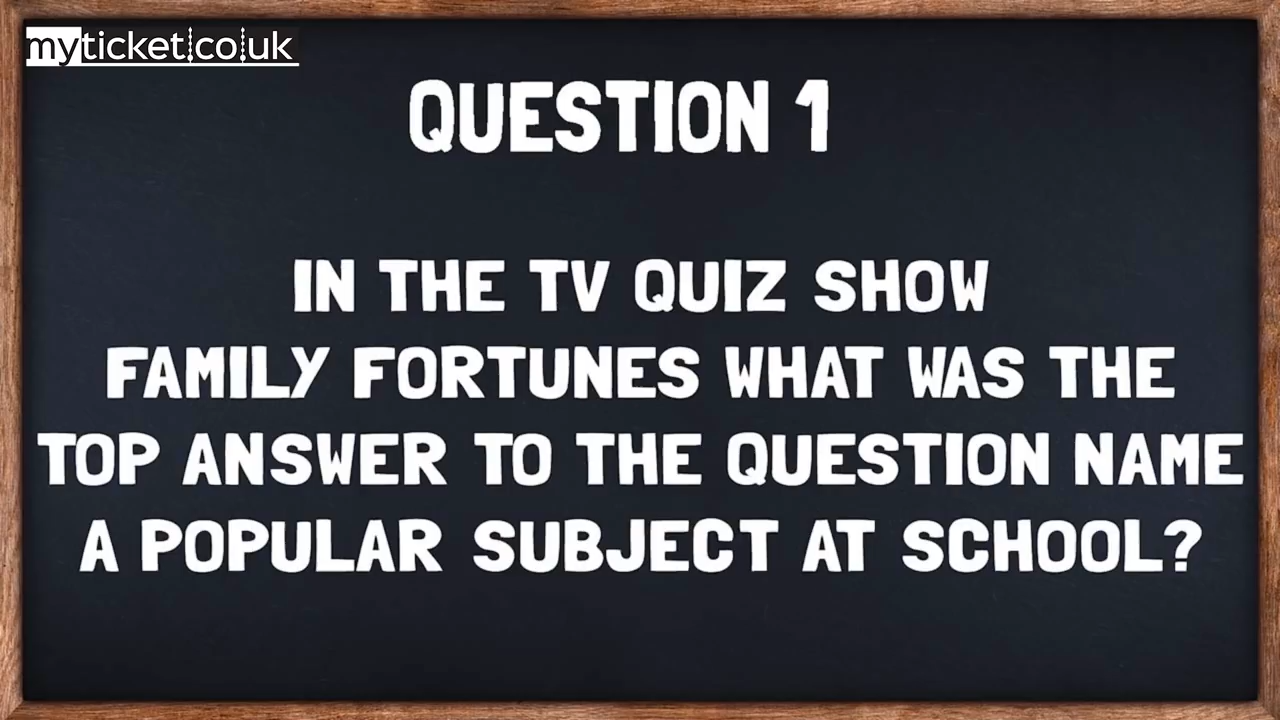 myticket.co.uk
QUESTION 1
IN THE TV QUIZ SHOW
FAMILY FORTUNES WHAT WAS THE
TOP ANSWER TO THE QUESTION NAME
A POPULAR SUBJECT AT SCHOOL?